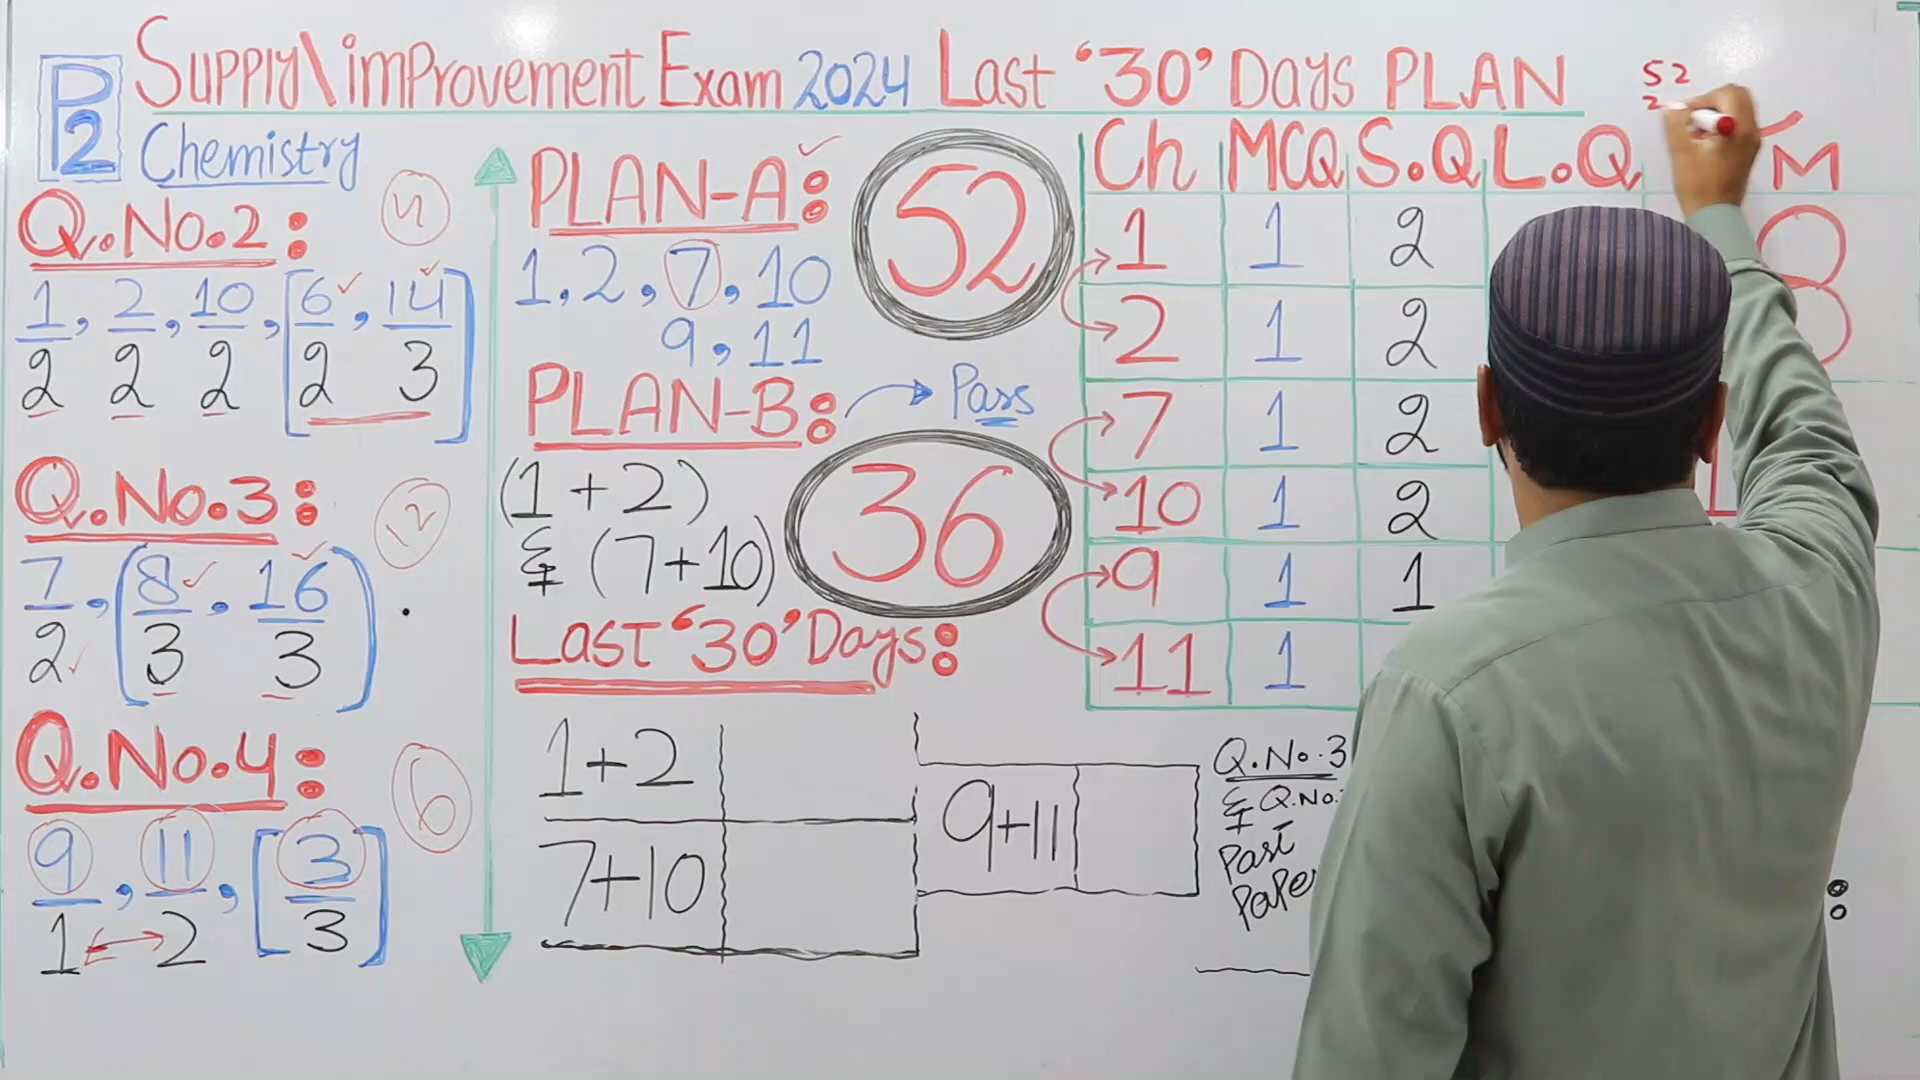 Supply\improvement Exam 2024 Last '30' Days PLAN
P2
Chemistry
Q.No.2:
1/2, 2/2, 10/2, [6/2, 14/3]
Q.No.3: 12
7/2, (8/3, 16/3)
Q.No.4: 6
9/1, 11/2, [3/3]
PLAN-A: 52
1, 2, 7, 10
9, 11
PLAN-B: Pass
(1+2)
& (7+10) 36
Last '30' Days:
1+2
7+10
9+11
Q.No.3
& Q.No.
Past
52
2
Ch MCQ S.Q L.Q M
1 1 2
2 1 2
7 1 2
10 1 2
9 1 1
11 1